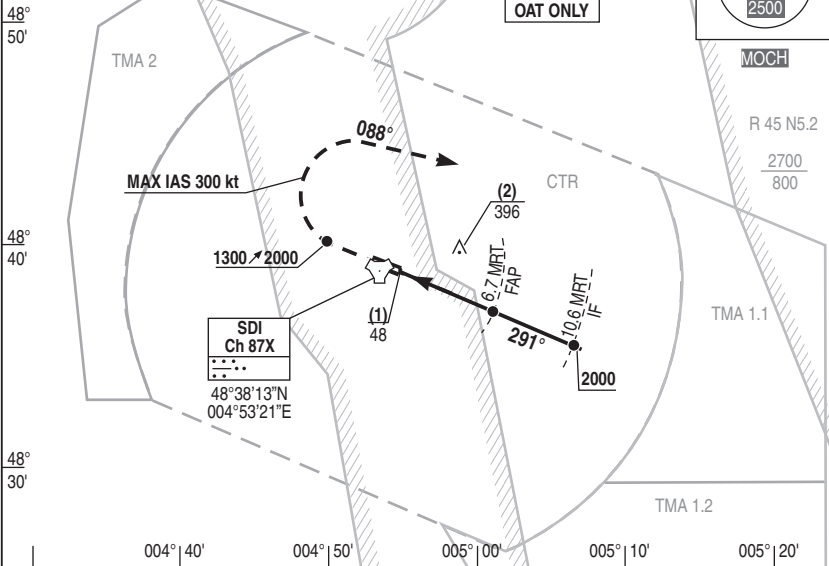 48°
50'
OAT ONLY
2500
MOCH
TMA 2
R 45 N5.2
2700
800
088°
MAX IAS 300 kt
CTR
(2)
396
48°
40'
1300➚2000
6.7 MRT
FAP
10.6 MRT
IF
(1)
48
291°
TMA 1.1
SDI
Ch 87X
2000
48°38'13"N
004°53'21"E
48°
30'
TMA 1.2
004° 40'
004° 50'
005° 00'
005° 10'
005° 20'